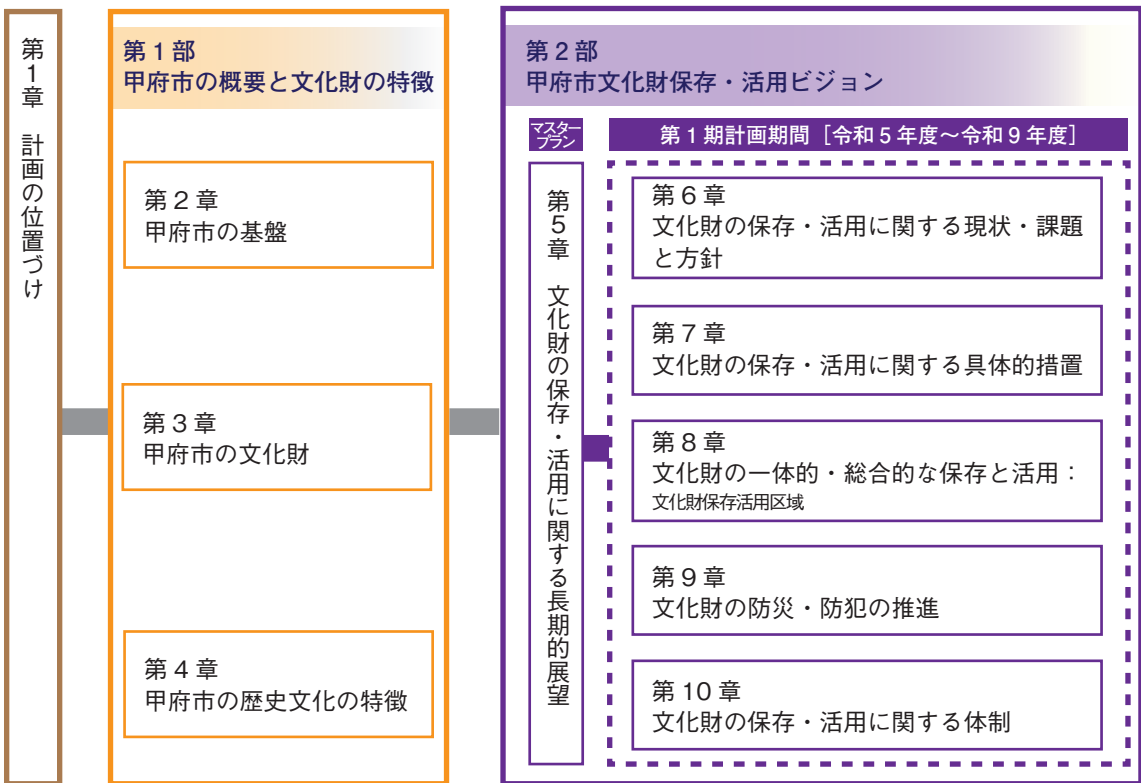 第1章　計画の位置づけ
第1部
甲府市の概要と文化財の特徴
第2章
甲府市の基盤
第3章
甲府市の文化財
第4章
甲府市の歴史文化の特徴
第2部
甲府市文化財保存・活用ビジョン
マスター
プラン
第5章　文化財の保存・活用に関する長期的展望
第1期計画期間［令和5年度～令和9年度］
第6章
文化財の保存・活用に関する現状・課題
と方針
第7章
文化財の保存・活用に関する具体的措置
第8章
文化財の一体的・総合的な保存と活用：
文化財保存活用区域
第9章
文化財の防災・防犯の推進
第10章
文化財の保存・活用に関する体制